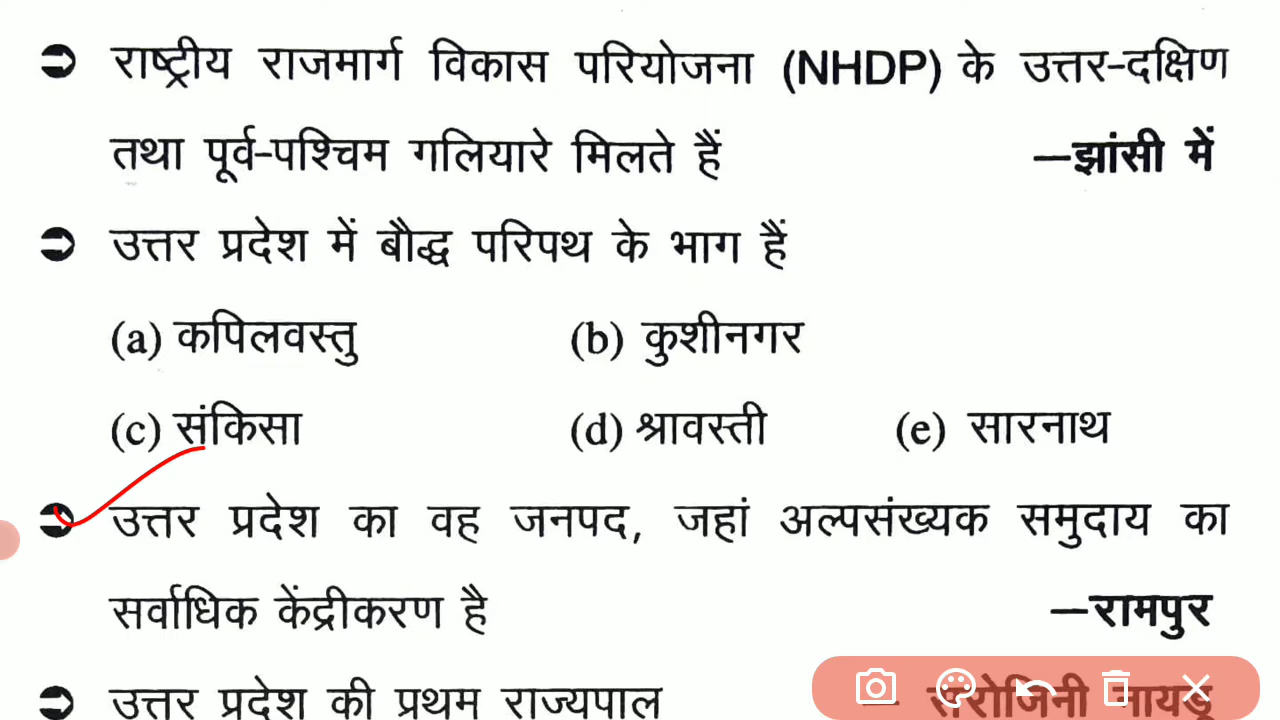 राष्ट्रीय राजमार्ग विकास परियोजना (NHDP) के उत्तर-दक्षिण
तथा पूर्व-पश्चिम गलियारे मिलते हैं —झांसी में
उत्तर प्रदेश में बौद्ध परिपथ के भाग हैं
(a) कपिलवस्तु (b) कुशीनगर
(c) संकिसा (d) श्रावस्ती (e) सारनाथ
उत्तर प्रदेश का वह जनपद, जहां अल्पसंख्यक समुदाय का
सर्वाधिक केंद्रीकरण है —रामपुर
उत्तर प्रदेश की प्रथम राज्यपाल — सरोजिनी नायडू